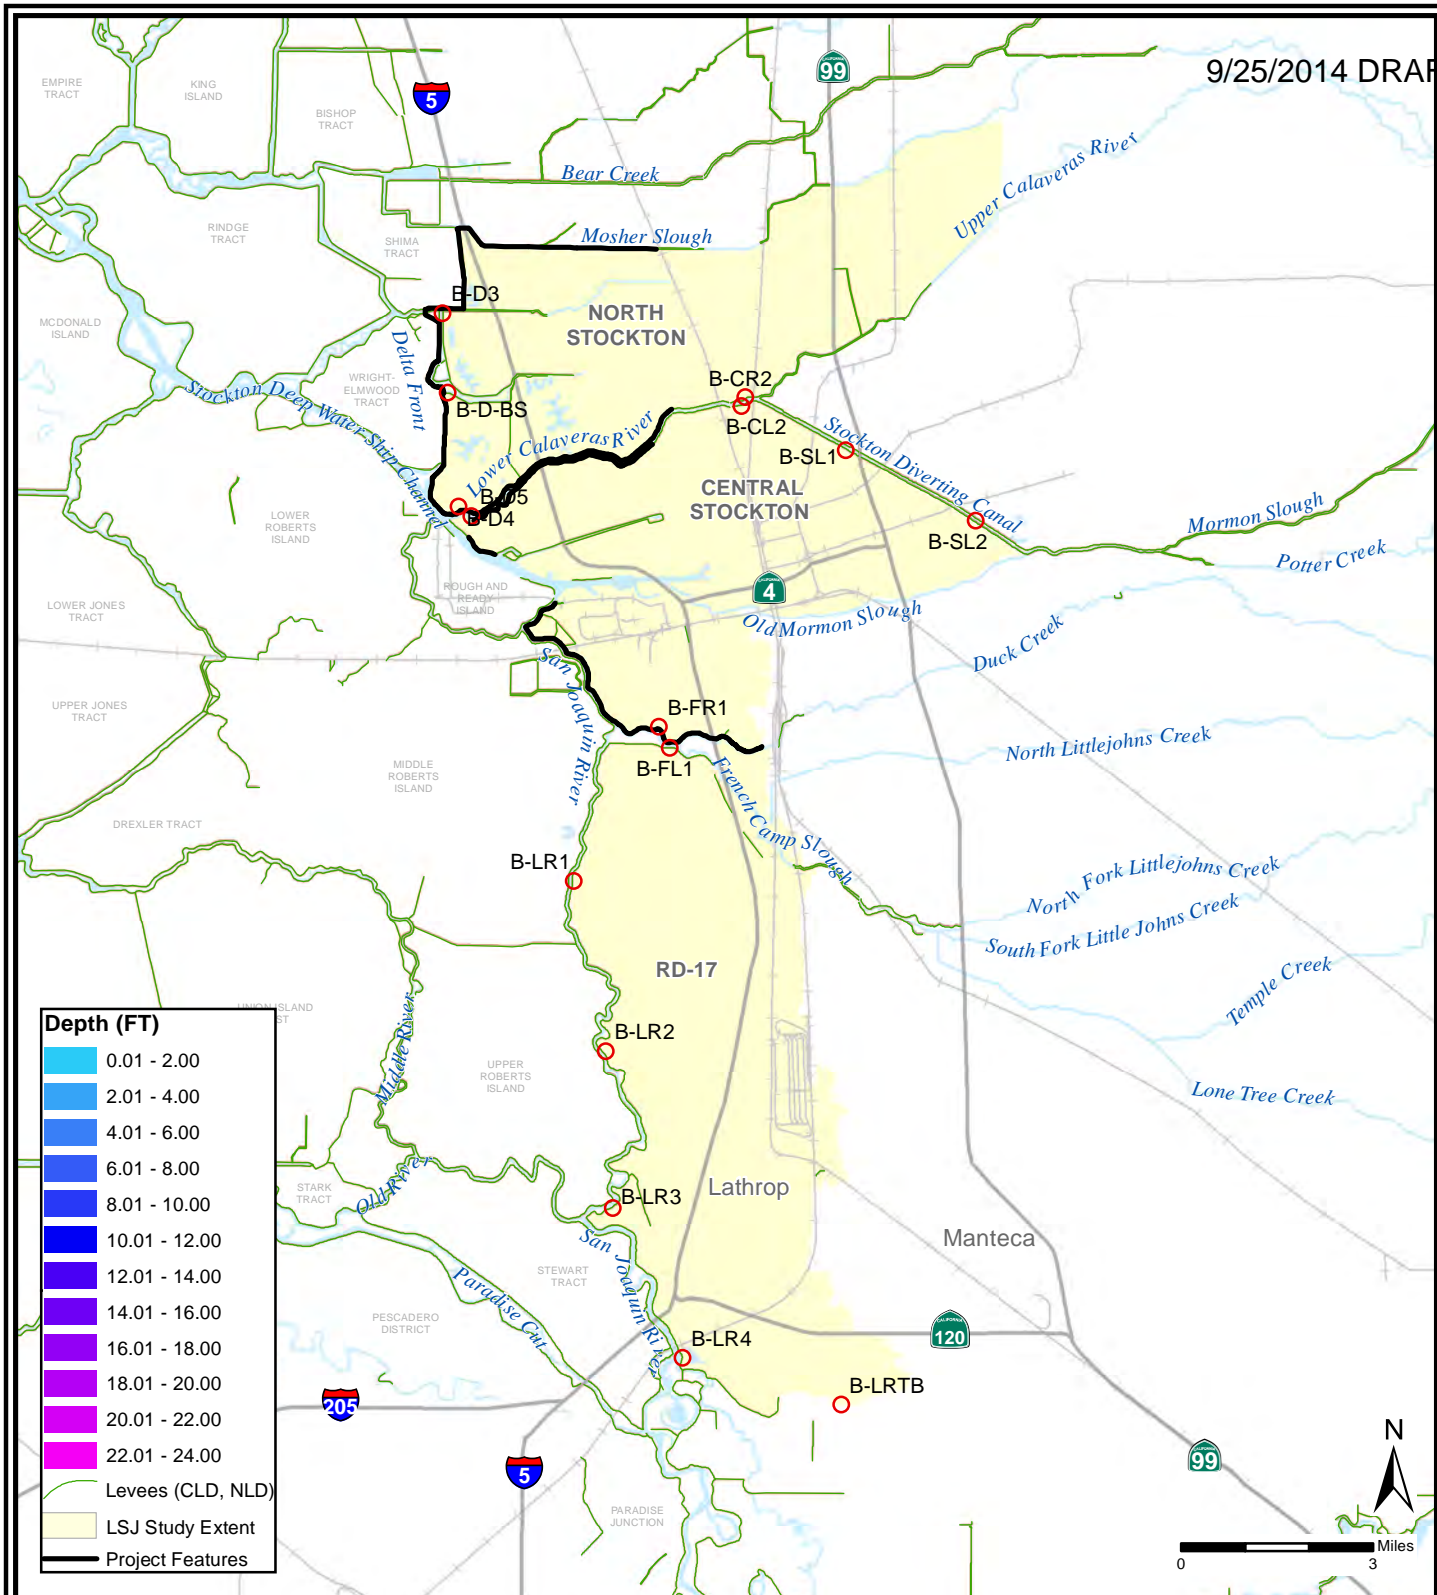 9/25/2014 DRAF
EMPIRE
TRACT
KING
ISLAND
BISHOP
TRACT
5
CALIFORNIA
99
Bear Creek
Upper Calaveras River
RINDGE
TRACT
SHIMA
TRACT
Mosher Slough
B-D3
NORTH
STOCKTON
MCDONALD
ISLAND
Delta Front
WRIGHT-
ELMWOOD
TRACT
Stockton Deep Water Ship Channel
B-D-BS
B-CR2
B-CL2
Lower Calaveras River
Stockton Diverting Canal
B-SL1
CENTRAL
STOCKTON
B-D5
B-D4
LOWER
ROBERTS
ISLAND
B-SL2
Mormon Slough
Potter Creek
ROUGH AND
READY
ISLAND
CALIFORNIA
4
LOWER JONES
TRACT
Old Mormon Slough
Duck Creek
San Joaquin River
UPPER JONES
TRACT
B-FR1
B-FL1
North Littlejohns Creek
MIDDLE
ROBERTS
ISLAND
French Camp Slough
DREXLER TRACT
B-LR1
North Fork Littlejohns Creek
South Fork Little Johns Creek
RD-17
Temple Creek
UNION ISLAND
ST
Middle River
B-LR2
UPPER
ROBERTS
ISLAND
Lone Tree Creek
STARK
TRACT
Old River
B-LR3
Lathrop
San Joaquin River
Manteca
STEWART
TRACT
Paradise Cut
PESCADERO
DISTRICT
CALIFORNIA
120
B-LR4
B-LRTB
205
5
CALIFORNIA
99
PARADISE
JUNCTION
Depth (FT)
0.01 - 2.00
2.01 - 4.00
4.01 - 6.00
6.01 - 8.00
8.01 - 10.00
10.01 - 12.00
12.01 - 14.00
14.01 - 16.00
16.01 - 18.00
18.01 - 20.00
20.01 - 22.00
22.01 - 24.00
Levees (CLD, NLD)
LSJ Study Extent
Project Features
N
Miles
0 3